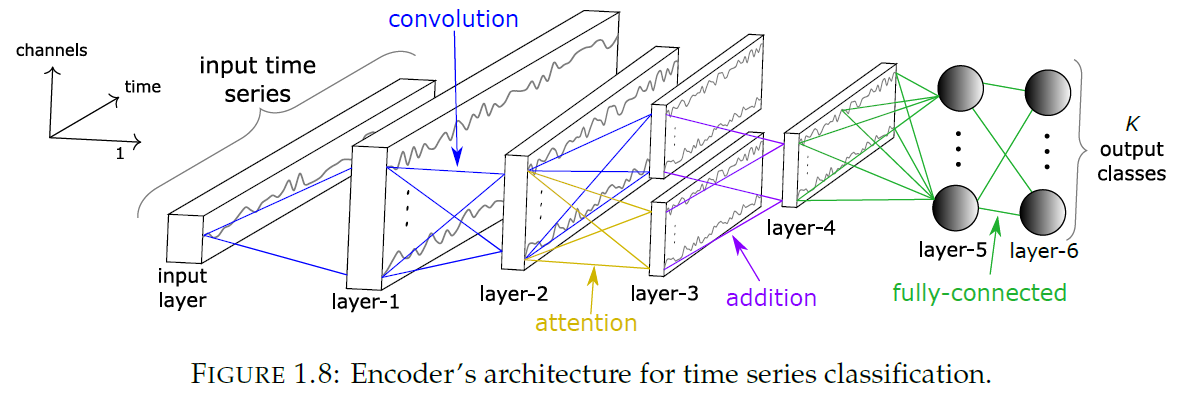 convolution
channels
time
1
input time
series
input
layer
layer-1
layer-2
layer-3
layer-4
layer-5
layer-6
attention
addition
fully-connected
K
output
classes
FIGURE 1.8: Encoder's architecture for time series classification.